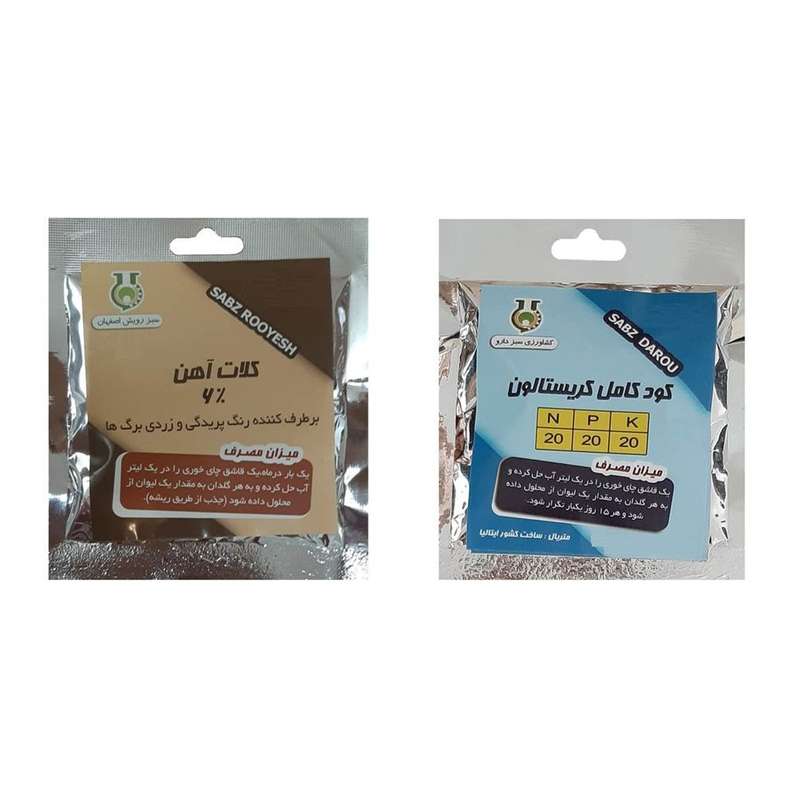 سبز رویش اصفهان
SABZ ROOYESH
کلات آهن
۶٪
برطرف کننده رنگ پریدگی و زردی برگ ها
میزان مصرف
یک بار درماه،یک قاشق چای خوری را در یک لیتر
آب حل کرده و به هر گلدان به مقدار یک لیوان از
محلول داده شود (جذب از طریق ریشه).
کشاورزی سبز دارو
SABZ DAROU
کود کامل کریستالون
N P K
20 20 20
میزان مصرف
یک قاشق چای خوری را در یک لیتر آب حل کرده و
به هر گلدان به مقدار یک لیوان از محلول داده
شود و هر ۱۵ روز یکبار تکرار شود.
متریال : ساخت کشور ایتالیا